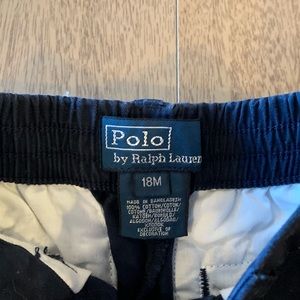 Polo
by Ralph Lauren
18M
MADE IN BANGLADESH
100% COTTON/COTON/
EXCLUSIVE OF
DECORATION